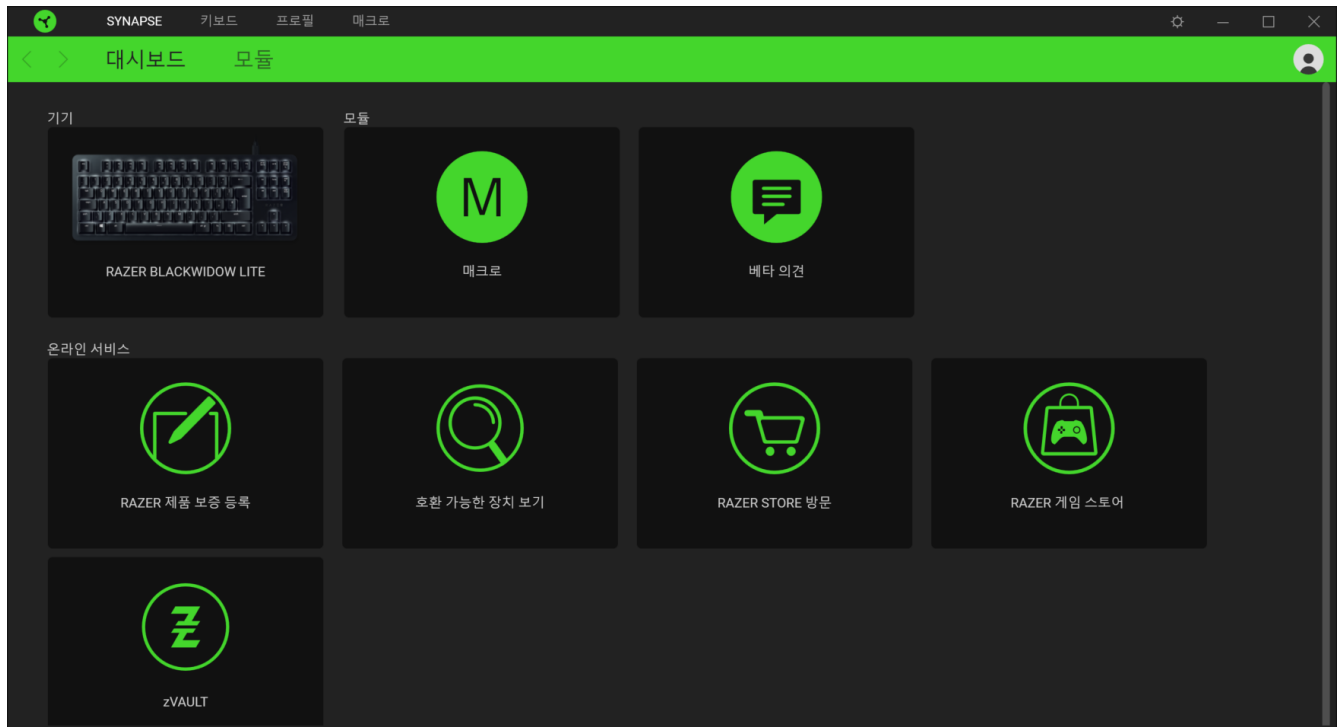 SYNAPSE 키보드 프로필 매크로
대시보드 모듈
기기 모듈
M
RAZER BLACKWIDOW LITE 매크로 베타 의견
온라인 서비스
RAZER 제품 보증 등록 호환 가능한 장치 보기 RAZER STORE 방문 RAZER 게임 스토어
Z
zVAULT